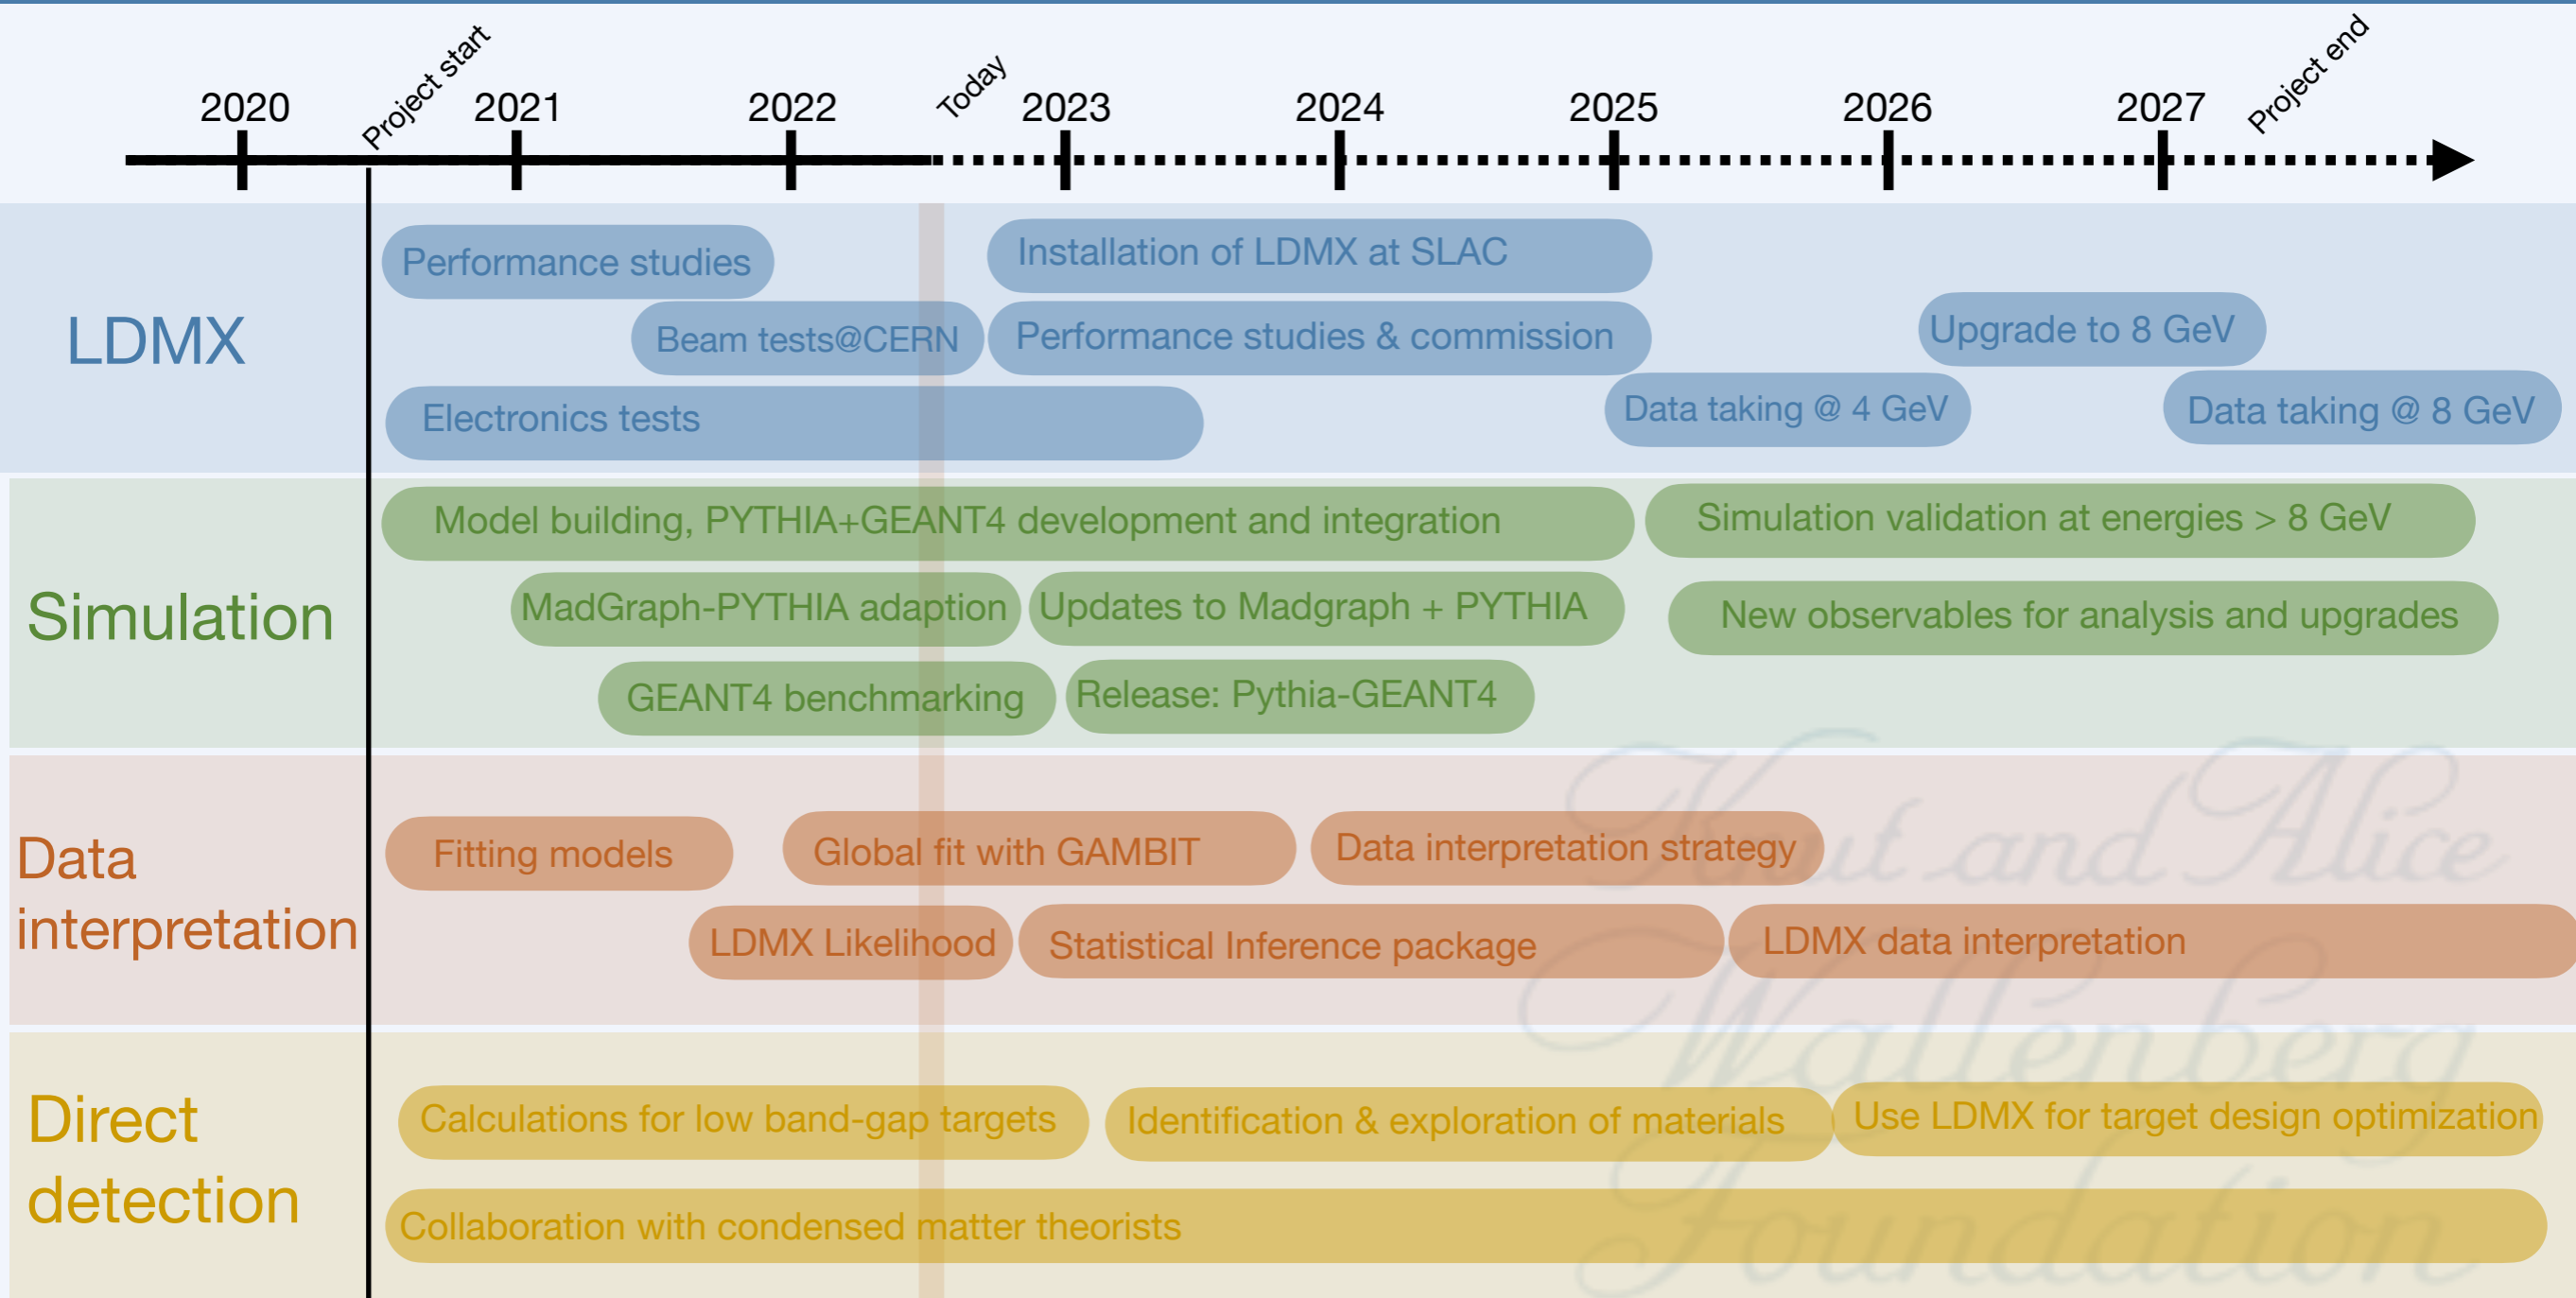 Project start
Today
Project end
2020 2021 2022 2023 2024 2025 2026 2027
LDMX
Performance studies
Installation of LDMX at SLAC
Beam tests@CERN
Performance studies & commission
Upgrade to 8 GeV
Electronics tests
Data taking @ 4 GeV
Data taking @ 8 GeV
Simulation
Model building, PYTHIA+GEANT4 development and integration
Simulation validation at energies > 8 GeV
MadGraph-PYTHIA adaption
Updates to Madgraph + PYTHIA
New observables for analysis and upgrades
GEANT4 benchmarking
Release: Pythia-GEANT4
Data
interpretation
Fitting models
Global fit with GAMBIT
Data interpretation strategy
LDMX Likelihood
Statistical Inference package
LDMX data interpretation
Direct
detection
Calculations for low band-gap targets
Identification & exploration of materials
Use LDMX for target design optimization
Collaboration with condensed matter theorists
Knut and Alice
Wallenberg
Foundation